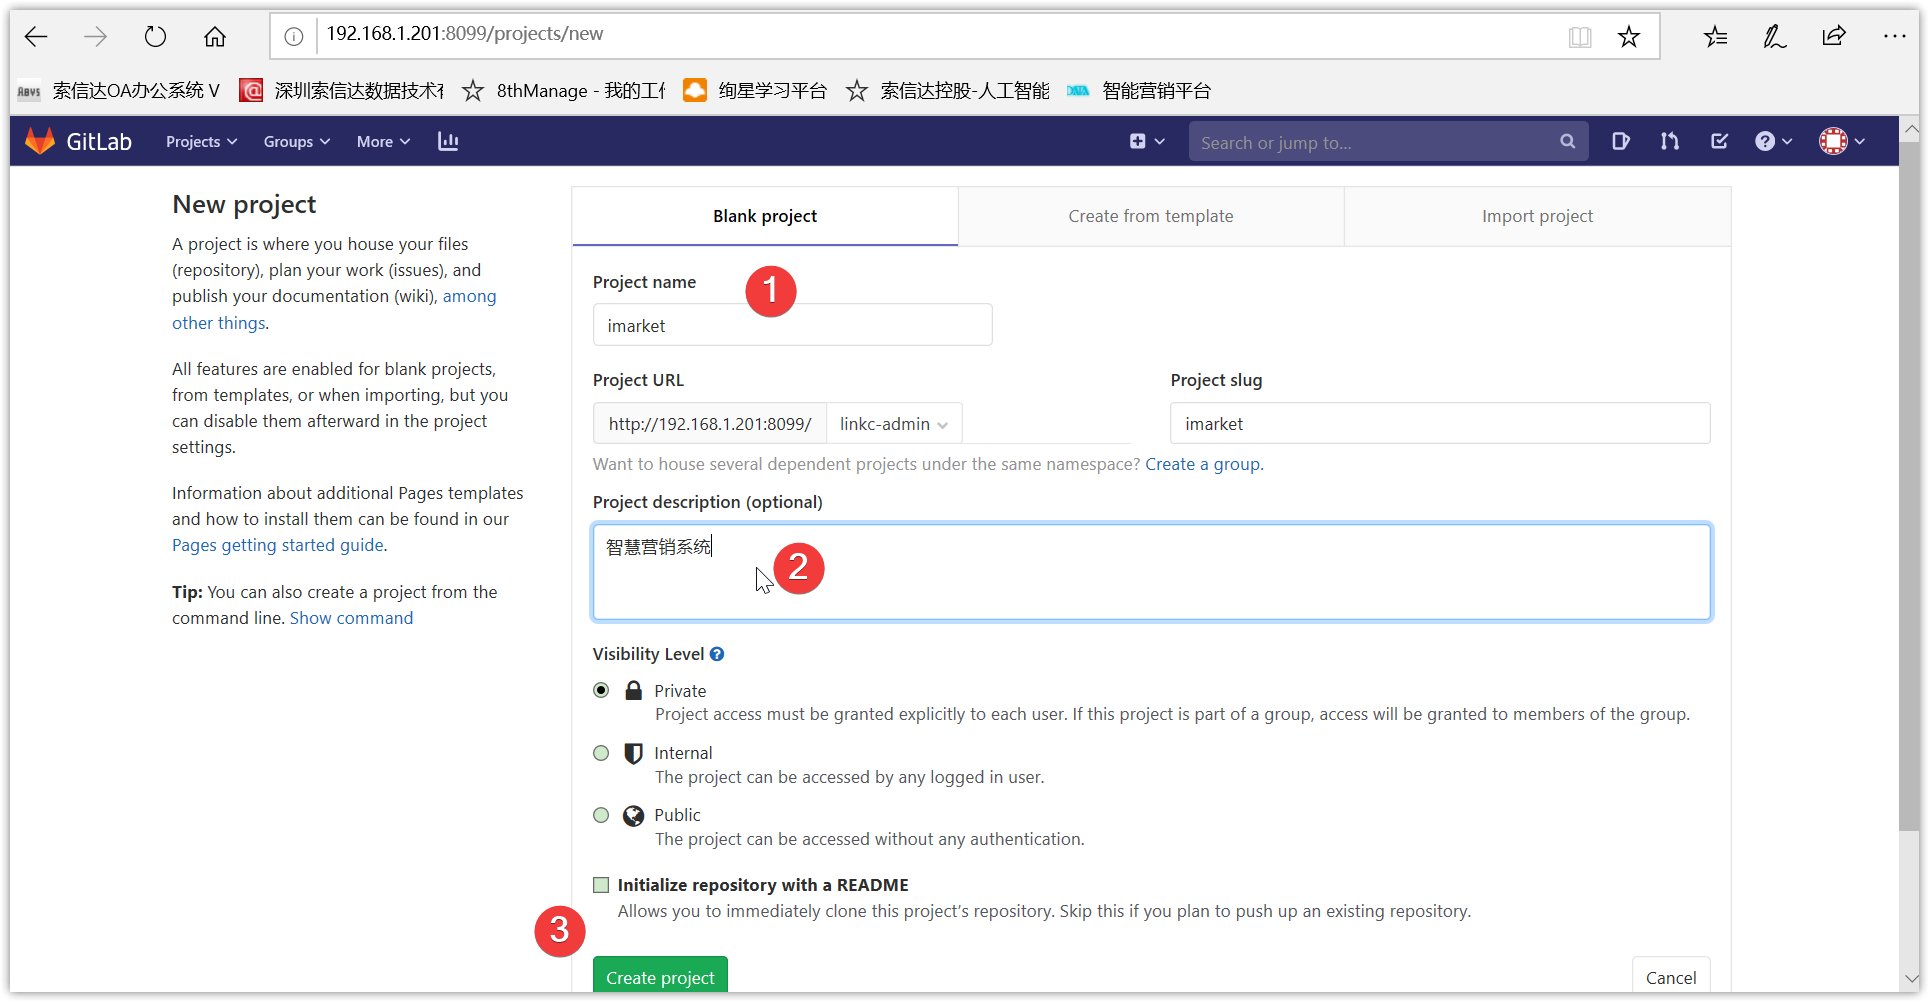 192.168.1.201:8099/projects/new
ABVS 索信达OA办公系统 V 深圳索信达数据技术有 8thManage - 我的工作 绚星学习平台 索信达控股-人工智能 DATA 智能营销平台
GitLab Projects Groups More Search or jump to...
New project
A project is where you house your files
(repository), plan your work (issues), and
publish your documentation (wiki), among
other things.
All features are enabled for blank projects,
from templates, or when importing, but you
can disable them afterward in the project
settings.
Information about additional Pages templates
and how to install them can be found in our
Pages getting started guide.
Tip: You can also create a project from the
command line. Show command
Blank project Create from template Import project
Project name 1
imarket
Project URL Project slug
http://192.168.1.201:8099/ linkc-admin imarket
Want to house several dependent projects under the same namespace? Create a group.
Project description (optional)
智慧营销系统
2
Visibility Level ?
Private
Project access must be granted explicitly to each user. If this project is part of a group, access will be granted to members of the group.
Internal
The project can be accessed by any logged in user.
Public
The project can be accessed without any authentication.
Initialize repository with a README
Allows you to immediately clone this project’s repository. Skip this if you plan to push up an existing repository.
3
Create project Cancel